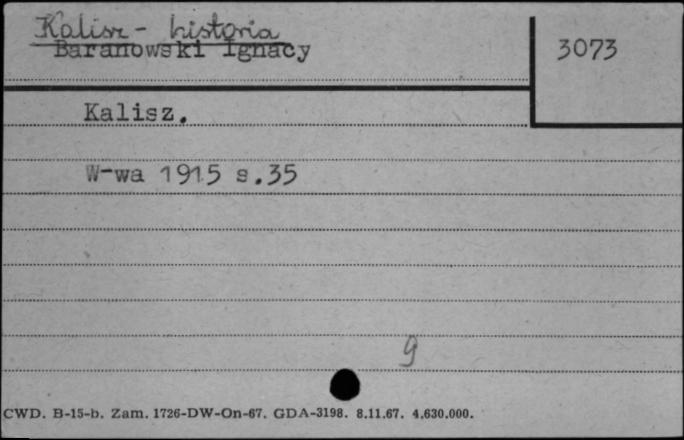 Kalisz - historia
Baranowski Ignacy
3073
Kalisz.
W-wa 1915 s.35
9
CWD. B-15-b. Zam. 1726-DW-On-67. GDA-3198. 8.11.67. 4.630.000.